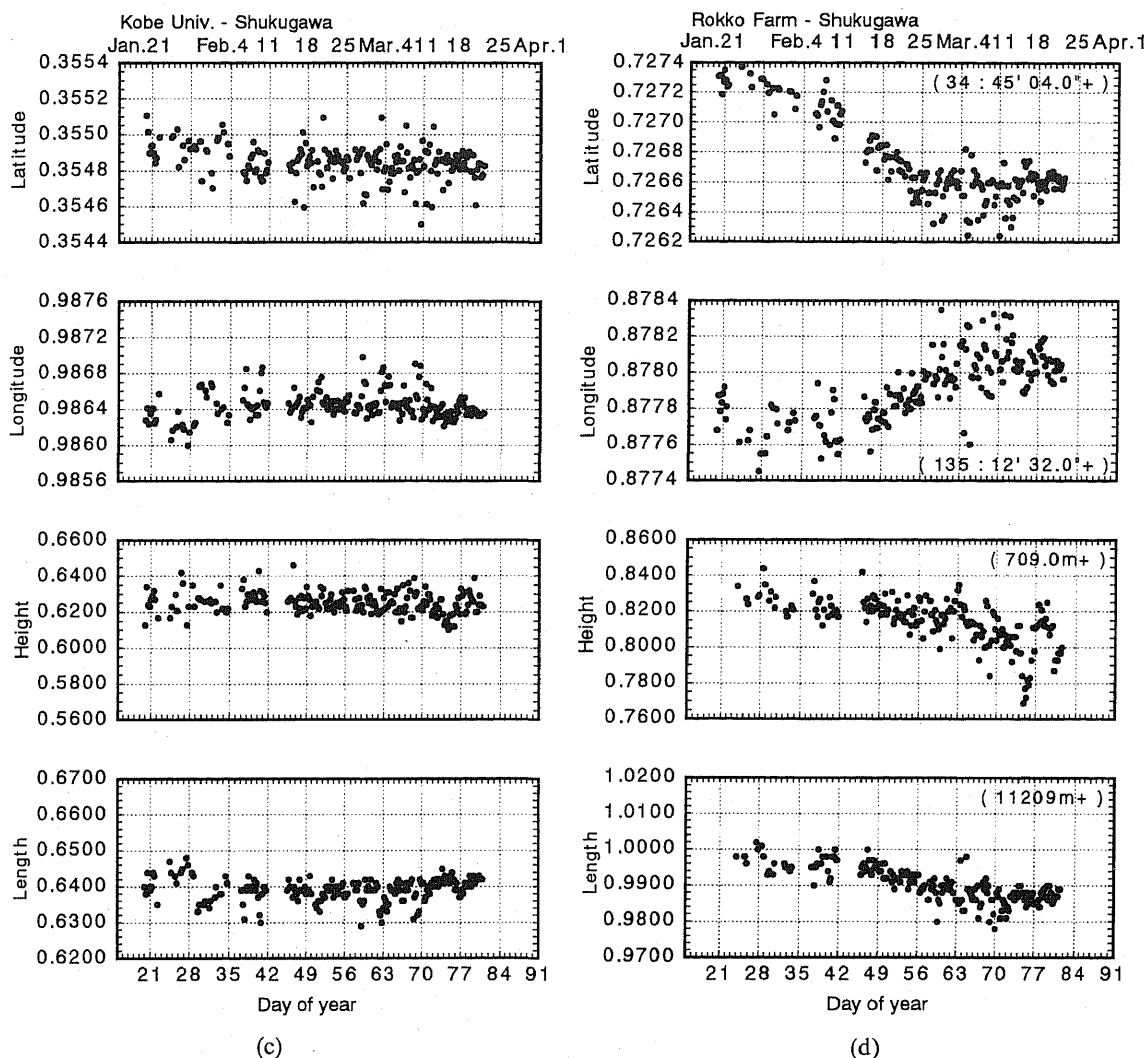 Kobe Univ. - Shukugawa
Jan.21 Feb.4 11 18 25 Mar.4 11 18 25 Apr.1
Latitude
0.3554
0.3552
0.3550
0.3548
0.3546
0.3544
Longitude
0.9876
0.9872
0.9868
0.9864
0.9860
0.9856
Height
0.6600
0.6400
0.6200
0.6000
0.5800
0.5600
Length
0.6700
0.6600
0.6500
0.6400
0.6300
0.6200
21 28 35 42 49 56 63 70 77 84 91
Day of year
(c)
Rokko Farm - Shukugawa
Jan.21 Feb.4 11 18 25 Mar.4 11 18 25 Apr.1
Latitude
0.7274
0.7272
0.7270
0.7268
0.7266
0.7264
0.7262
( 34 : 45' 04.0"+ )
Longitude
0.8784
0.8782
0.8780
0.8778
0.8776
0.8774
( 135 : 12' 32.0"+ )
Height
0.8600
0.8400
0.8200
0.8000
0.7800
0.7600
( 709.0m+ )
Length
1.0200
1.0100
1.0000
0.9900
0.9800
0.9700
( 11209m+ )
21 28 35 42 49 56 63 70 77 84 91
Day of year
(d)